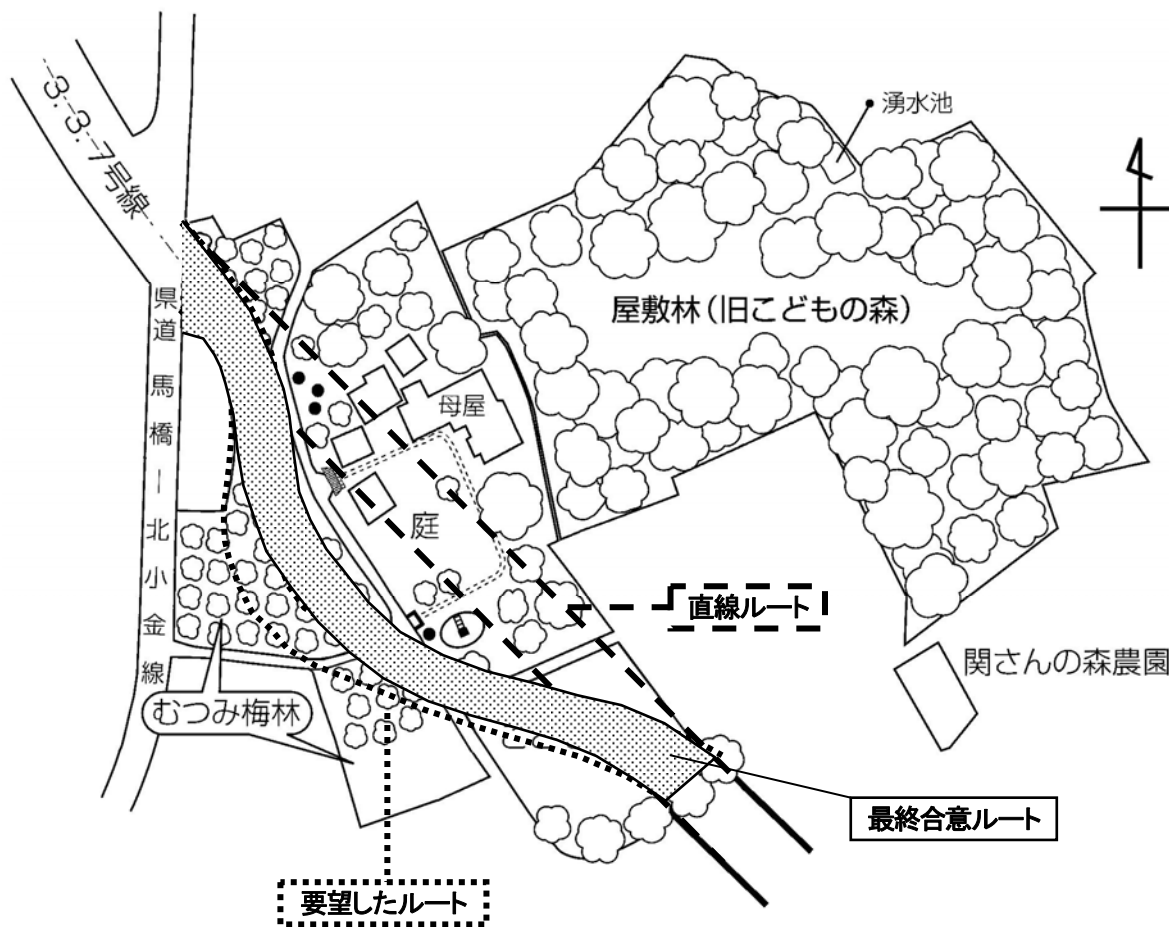 3・3・7号線
湧水池
屋敷林(旧こどもの森)
県道馬橋ー北小金線
母屋
庭
直線ルート
関さんの森農園
むつみ梅林
最終合意ルート
要望したルート